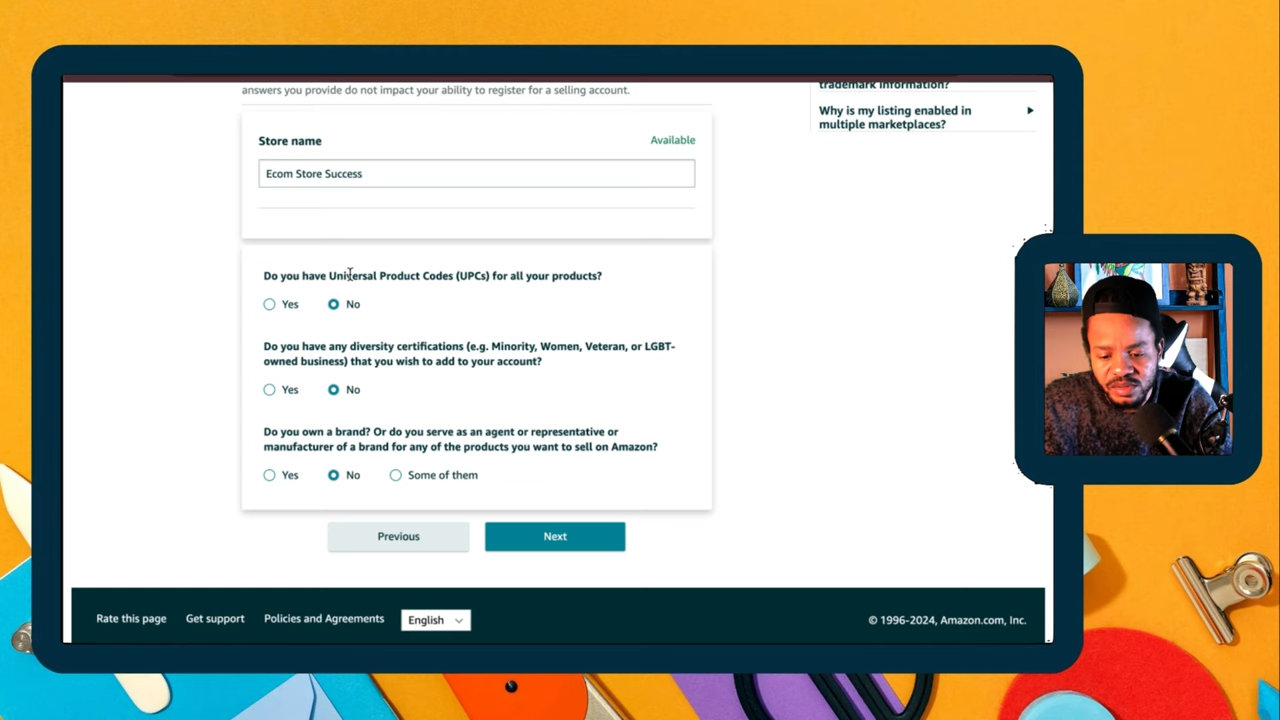 answers you provide do not impact your ability to register for a selling account.
trademark information?
Why is my listing enabled in
multiple marketplaces?
Store name
Available
Ecom Store Success
Do you have Universal Product Codes (UPCs) for all your products?
Yes No
Do you have any diversity certifications (e.g. Minority, Women, Veteran, or LGBT-
owned business) that you wish to add to your account?
Yes No
Do you own a brand? Or do you serve as an agent or representative or
manufacturer of a brand for any of the products you want to sell on Amazon?
Yes No Some of them
Previous Next
Rate this page Get support Policies and Agreements English © 1996-2024, Amazon.com, Inc.